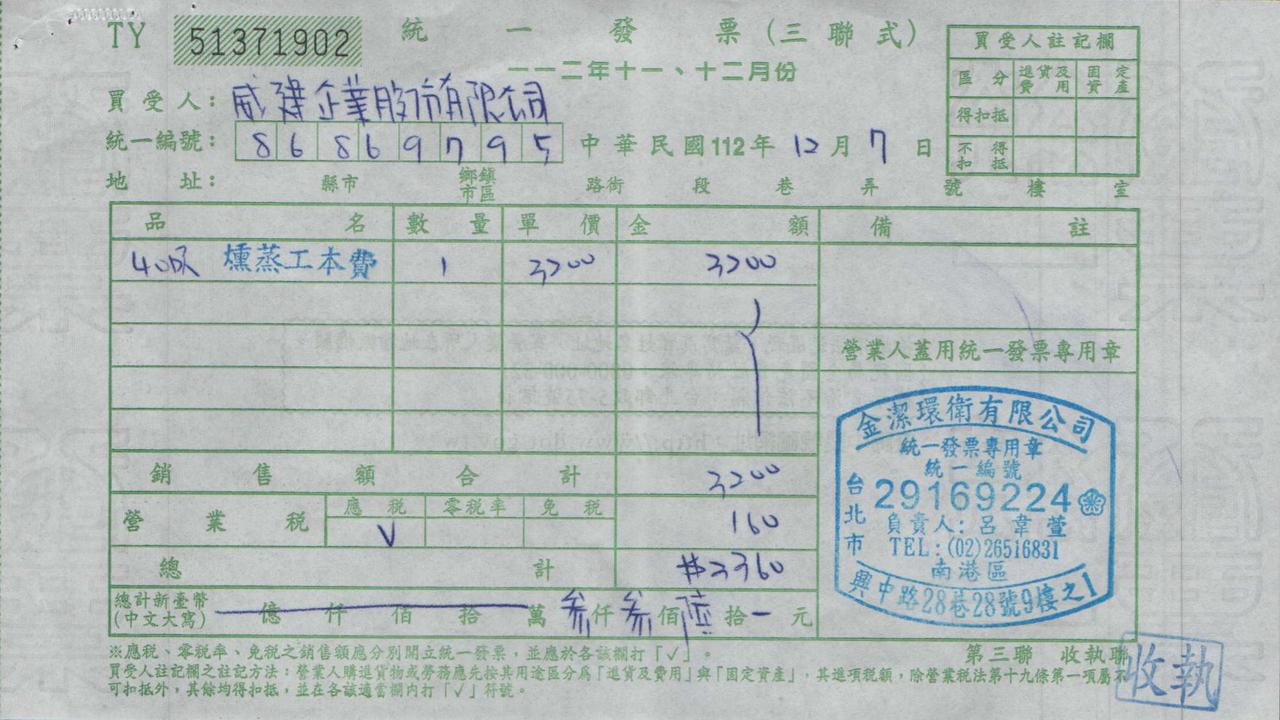 TY 51371902 統一發票(三聯式)
一一二年十一、十二月份
買受人註記欄
區分 進貨及費用 固定資產
得扣抵
不得扣抵
買受人: 威建企業股份有限公司
統一編號: 86869795 中華民國112年12月7日
地址: 縣市 鄉鎮市區 路街 段 巷 弄 號 樓 室
品名 數量 單價 金額 備註
40呎 燻蒸工本費 1 3200 3200
營業人蓋用統一發票專用章
銷售額合計 3200
營業稅 應稅 零稅率 免稅 160
V
總計 $3360
總計新臺幣(中文大寫) 億仟佰拾萬叁仟叁佰陸拾一元
金潔環衛有限公司
統一發票專用章
統一編號
29169224
負責人:呂韋萱
TEL:(02)26516831
台北市
南港區
興中路28巷28號9樓之1
※應稅、零稅率、免稅之銷售額應分別開立統一發票,並應於各該欄打「✓」。
第三聯 收執聯
買受人註記欄之註記方法:營業人購進貨物或勞務應先按其用途區分為「進貨及費用」與「固定資產」,其進項稅額,除營業稅法第十九條第一項屬不
可扣抵外,其餘均得扣抵,並在各該適當欄內打「✓」符號。
收執